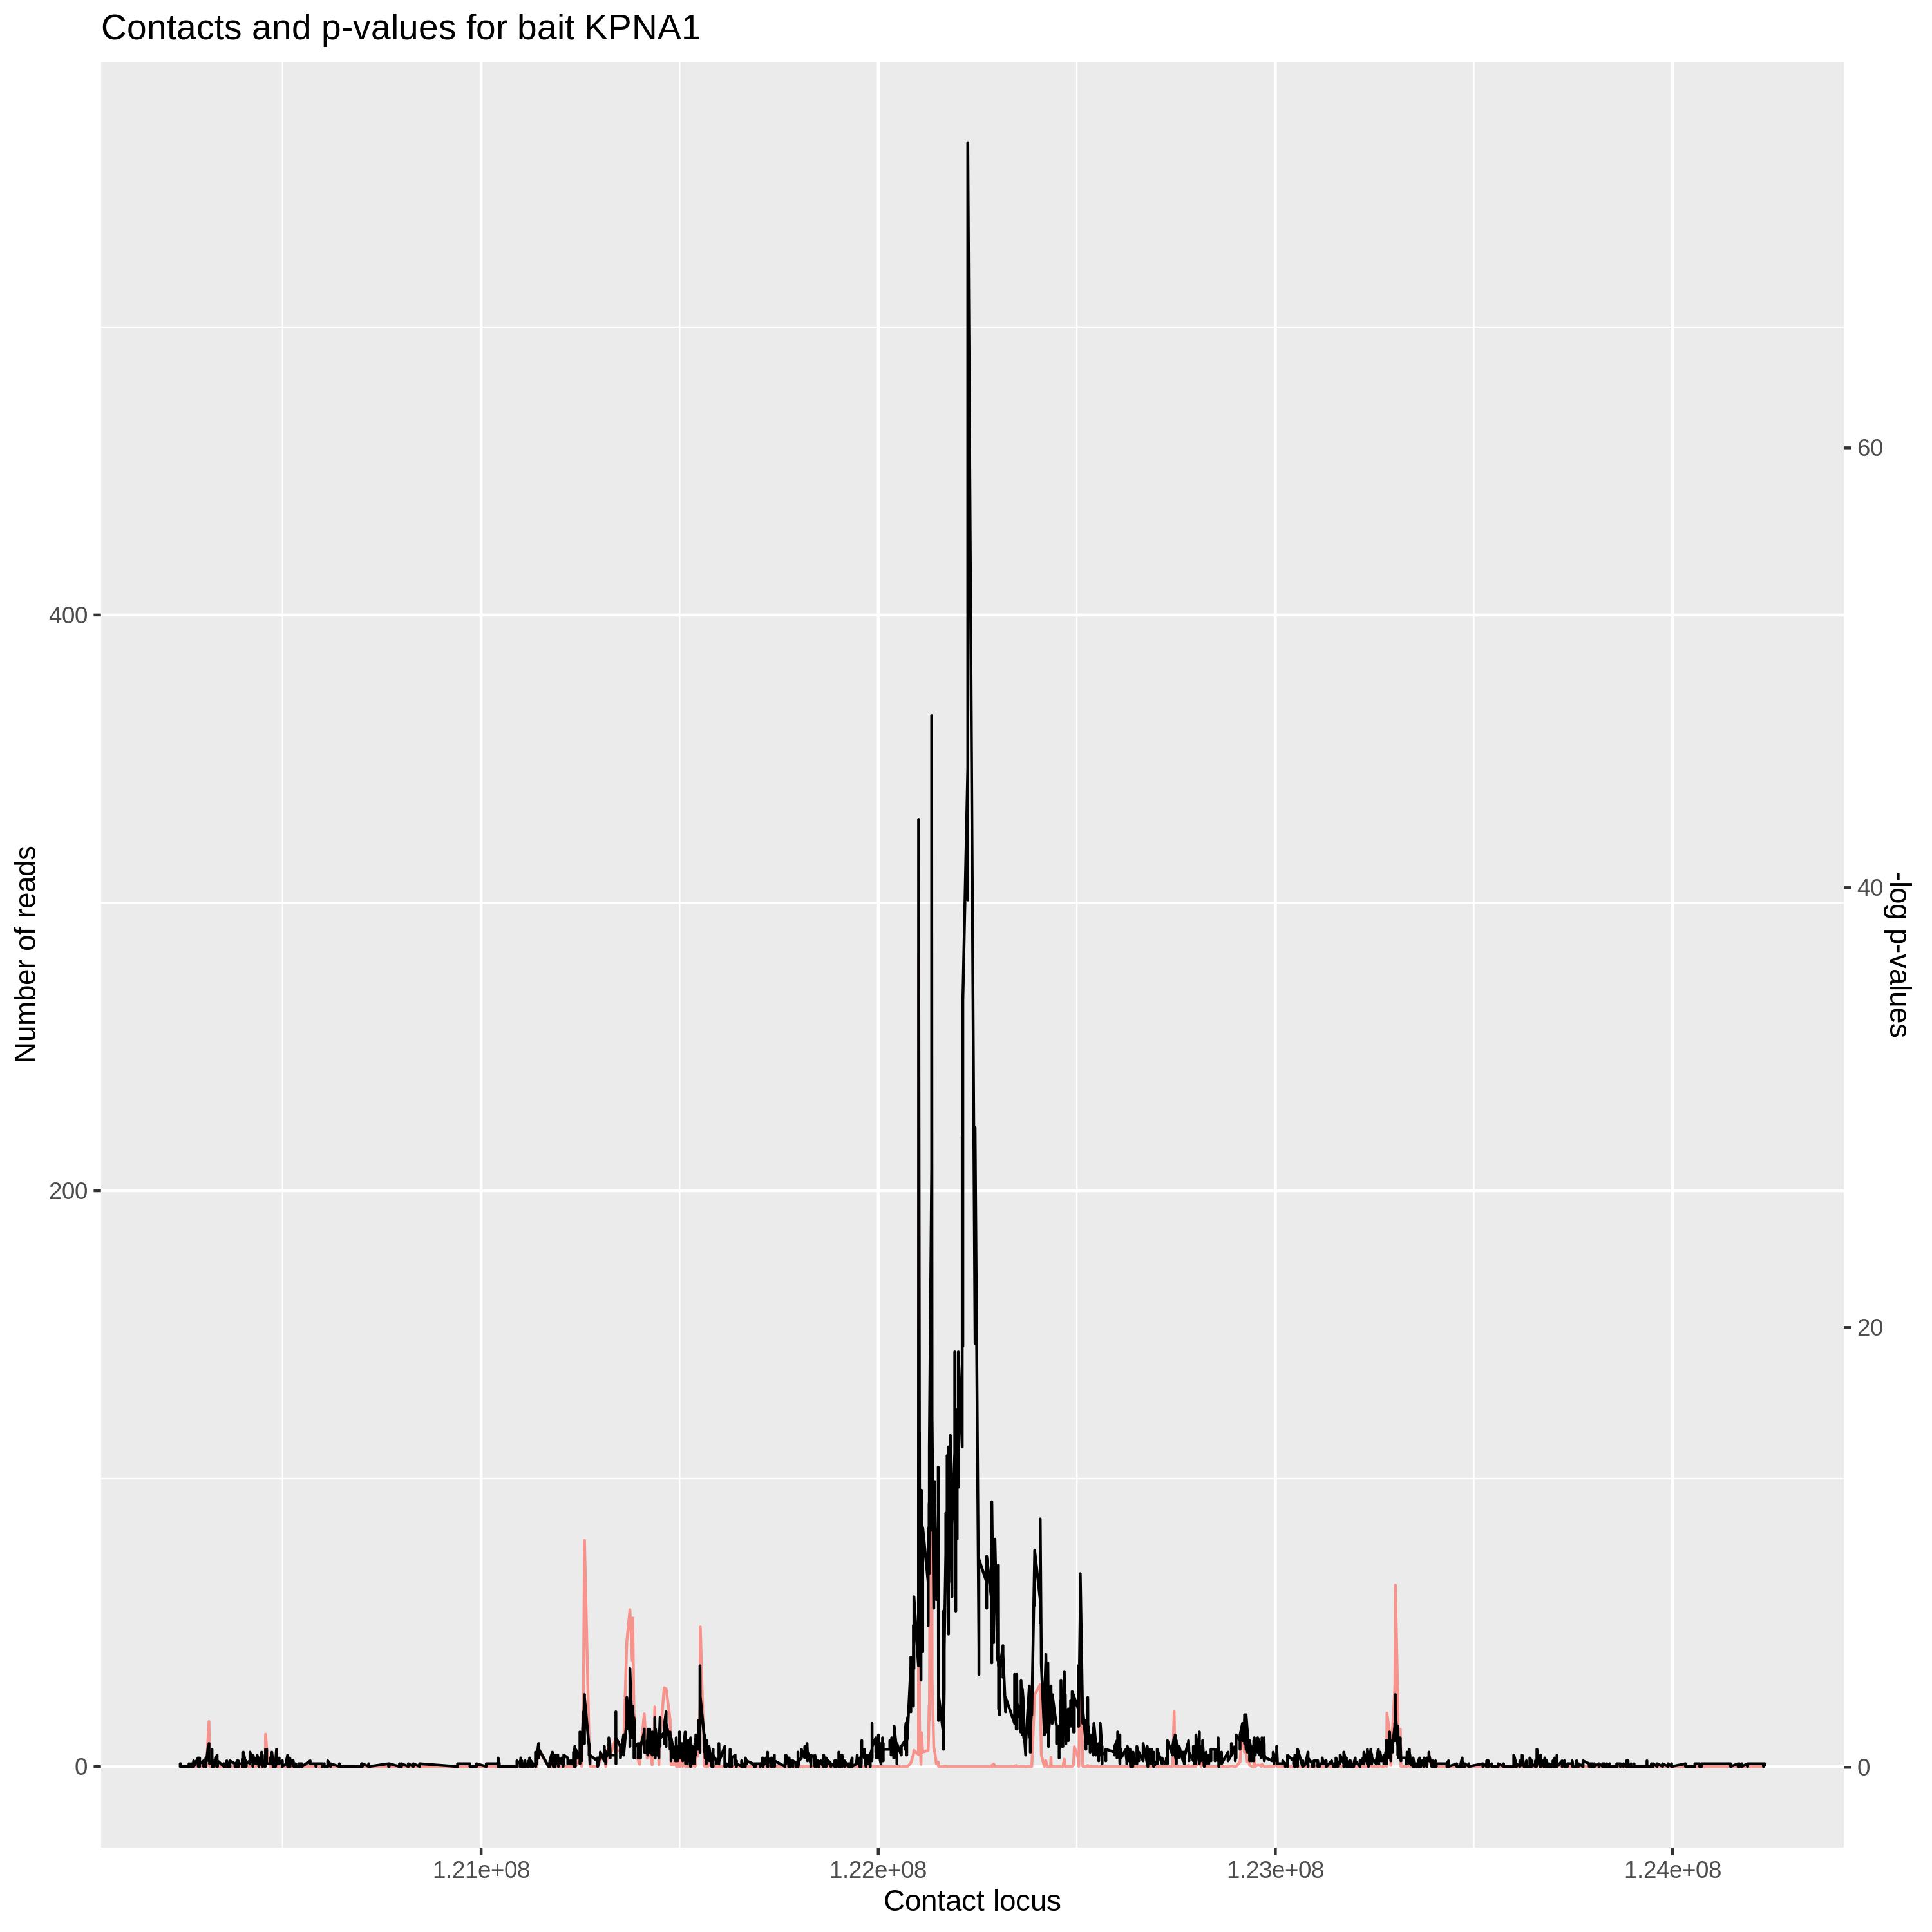 Contacts and p-values for bait KPNA1
Number of reads
400
200
0
60
40
20
0
-log p-values
1.21e+08
1.22e+08
1.23e+08
1.24e+08
Contact locus